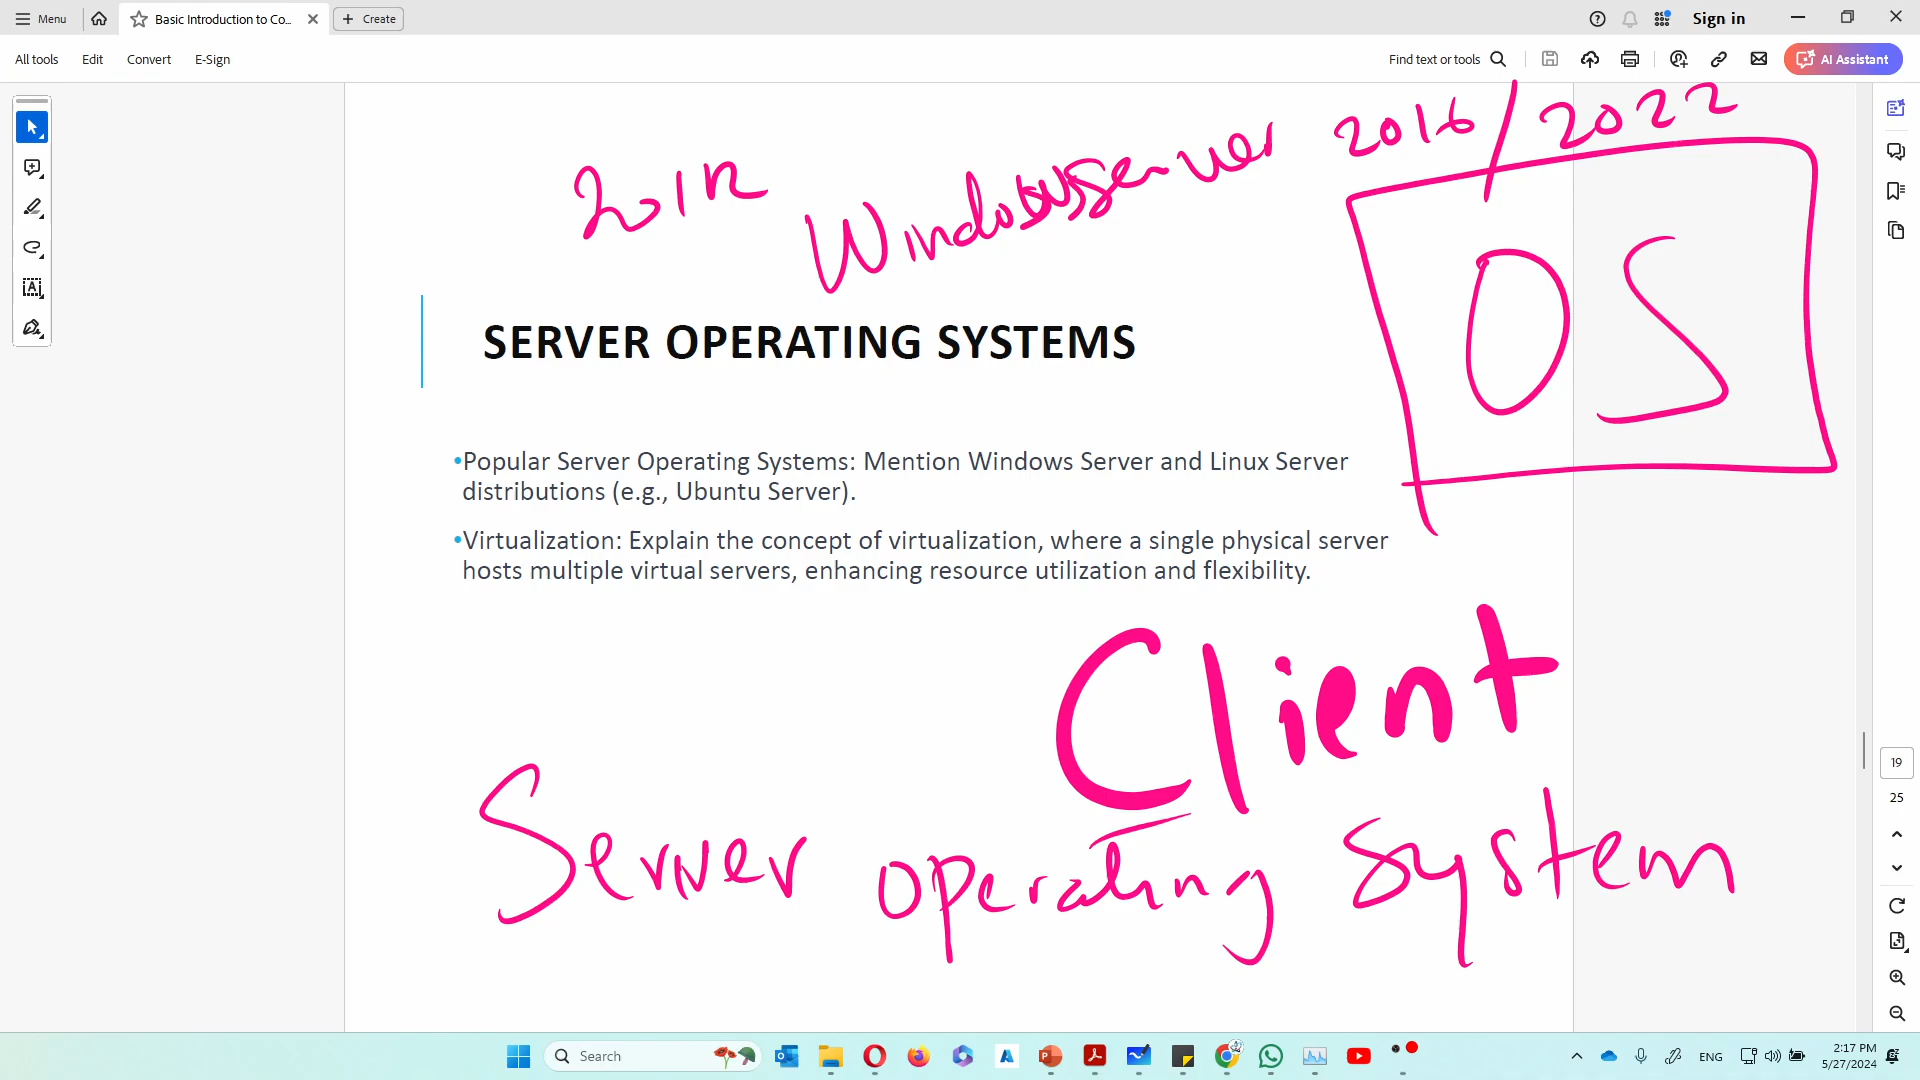 Menu
Basic Introduction to Co...
Create
Sign in
All tools
Edit
Convert
E-Sign
Find text or tools
AI Assistant
2016/2022
2012
Windows Server
OS
SERVER OPERATING SYSTEMS
•Popular Server Operating Systems: Mention Windows Server and Linux Server
distributions (e.g., Ubuntu Server).
•Virtualization: Explain the concept of virtualization, where a single physical server
hosts multiple virtual servers, enhancing resource utilization and flexibility.
Client
Server operating system
19
25
Search
ENG
2:17 PM
5/27/2024